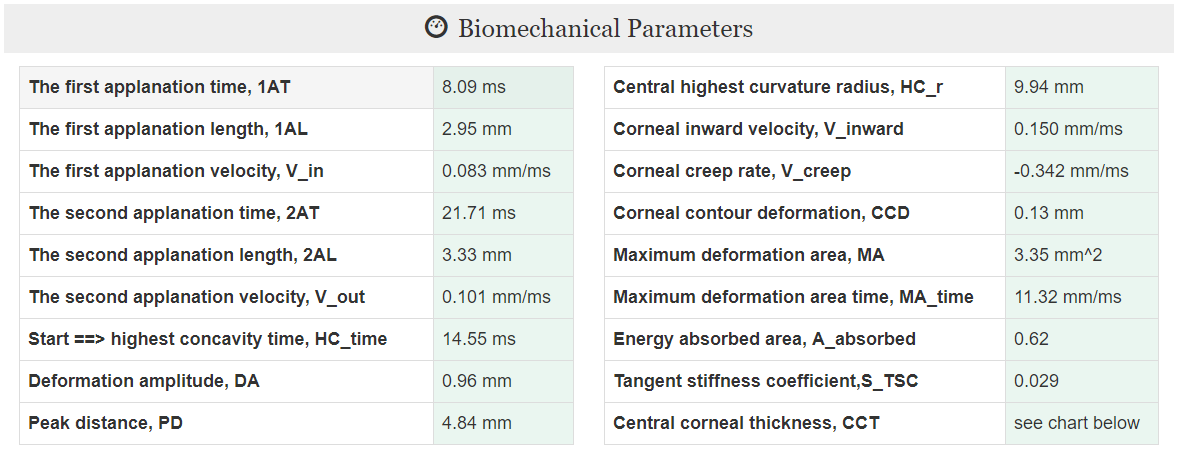 Biomechanical Parameters
The first applanation time, 1AT 8.09 ms
The first applanation length, 1AL 2.95 mm
The first applanation velocity, V_in 0.083 mm/ms
The second applanation time, 2AT 21.71 ms
The second applanation length, 2AL 3.33 mm
The second applanation velocity, V_out 0.101 mm/ms
Start ==> highest concavity time, HC_time 14.55 ms
Deformation amplitude, DA 0.96 mm
Peak distance, PD 4.84 mm
Central highest curvature radius, HC_r 9.94 mm
Corneal inward velocity, V_inward 0.150 mm/ms
Corneal creep rate, V_creep -0.342 mm/ms
Corneal contour deformation, CCD 0.13 mm
Maximum deformation area, MA 3.35 mm^2
Maximum deformation area time, MA_time 11.32 mm/ms
Energy absorbed area, A_absorbed 0.62
Tangent stiffness coefficient,S_TSC 0.029
Central corneal thickness, CCT see chart below